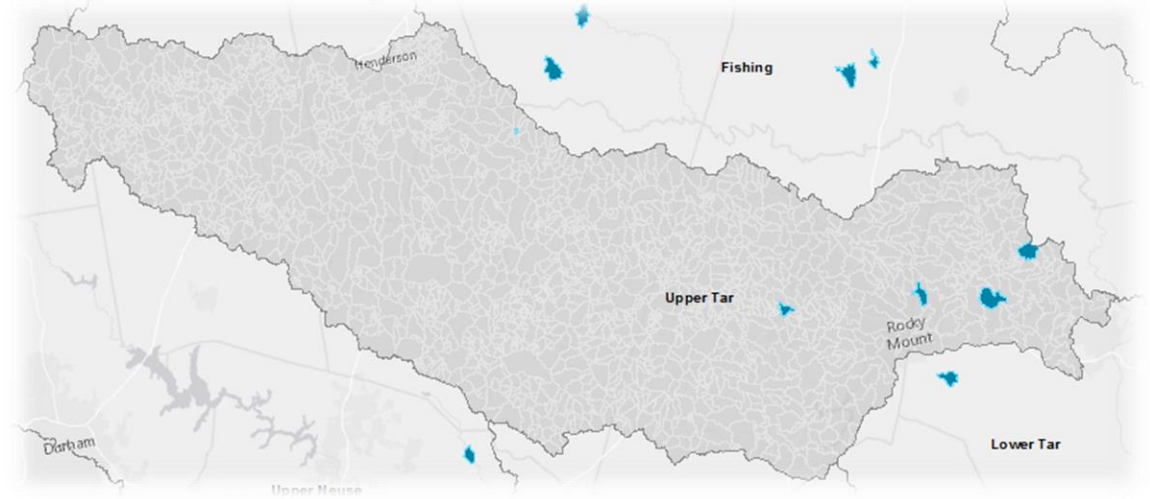 Henderson
Fishing
Upper Tar
Rocky
Mount
Durham
Lower Tar
Upper Neuse